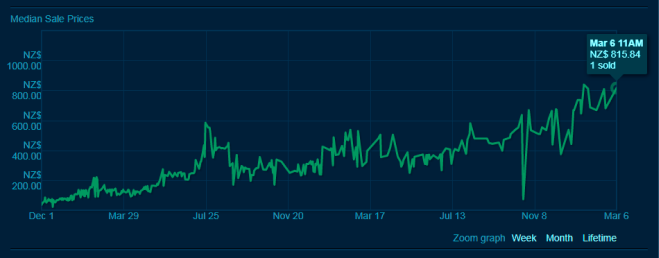 Median Sale Prices
Mar 6 11AM
NZ$ 815.84
1 sold
NZ$
1000.00
NZ$
800.00
NZ$
600.00
NZ$
400.00
NZ$
200.00
Dec 1 Mar 29 Jul 25 Nov 20 Mar 17 Jul 13 Nov 8 Mar 6
Zoom graph Week Month Lifetime